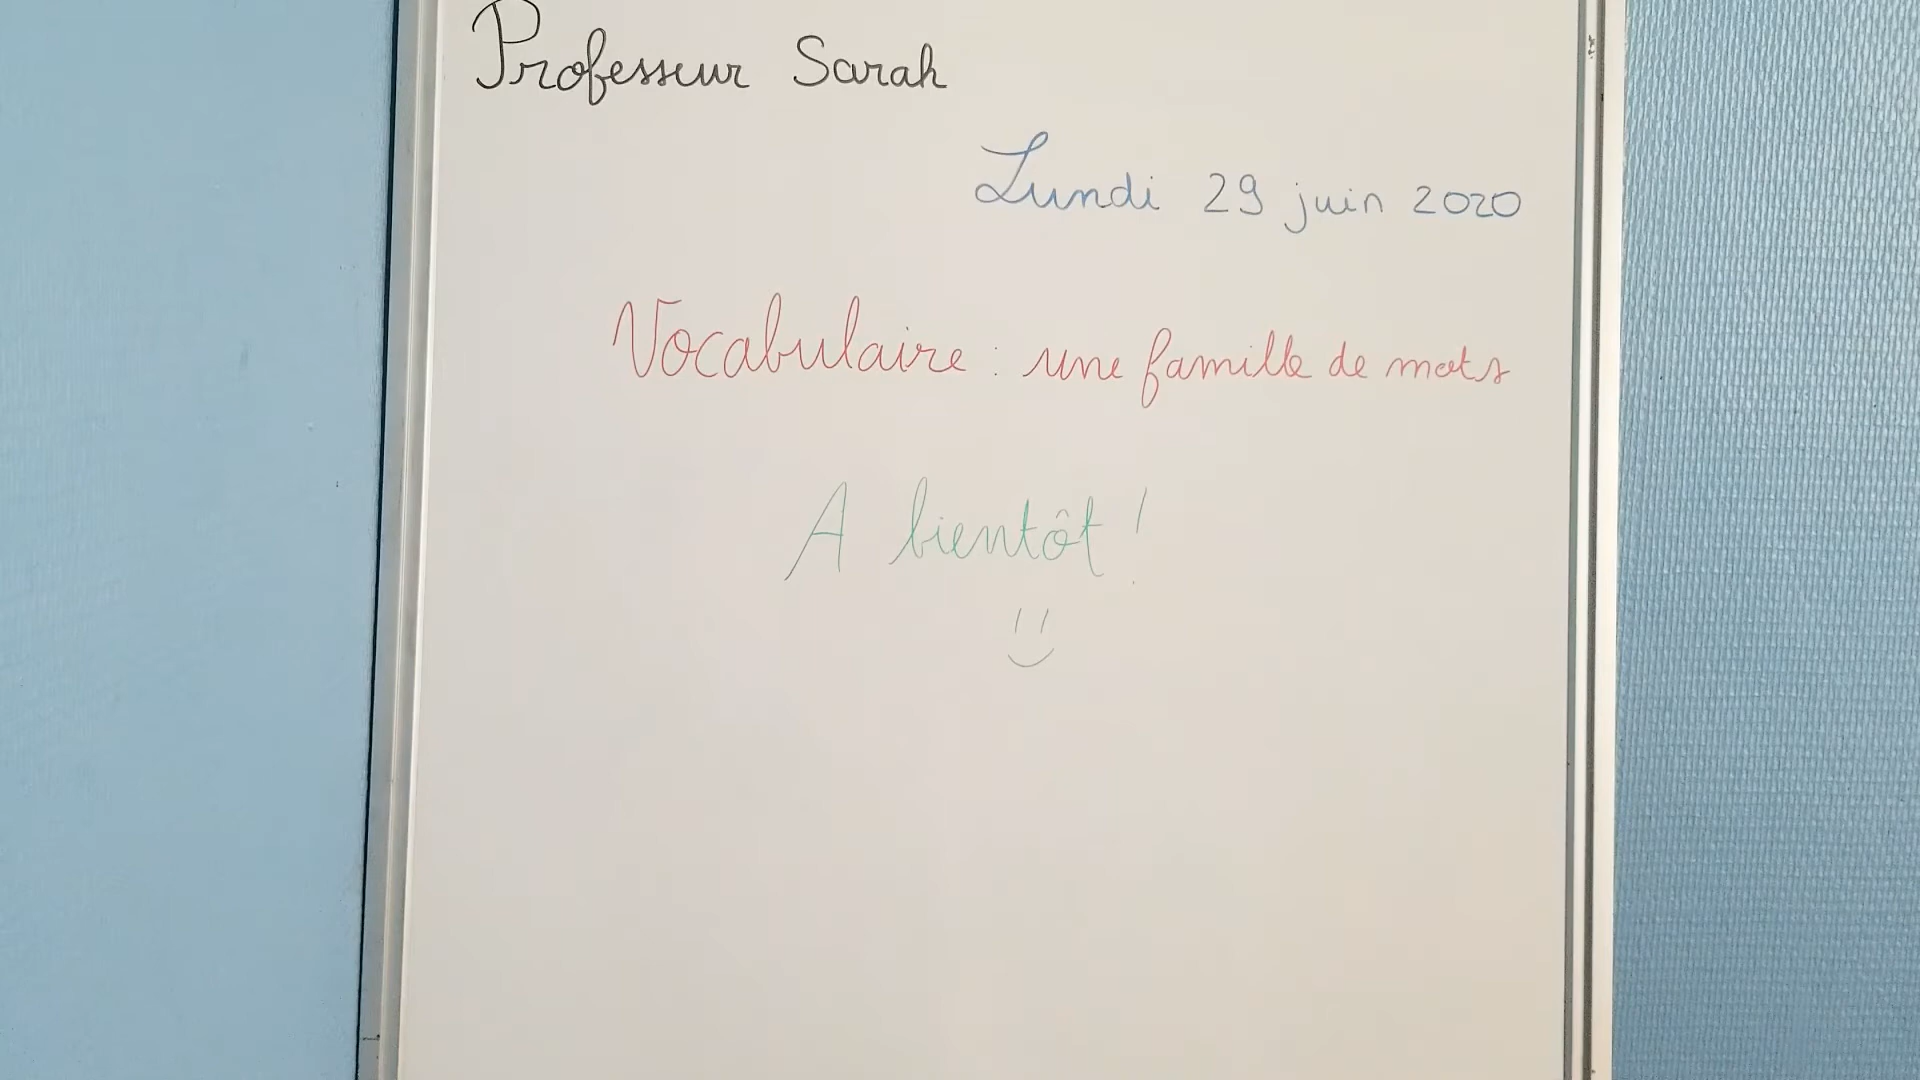 Professeur Sarah
Lundi 29 juin 2020
Vocabulaire : une famille de mots
A bientôt !